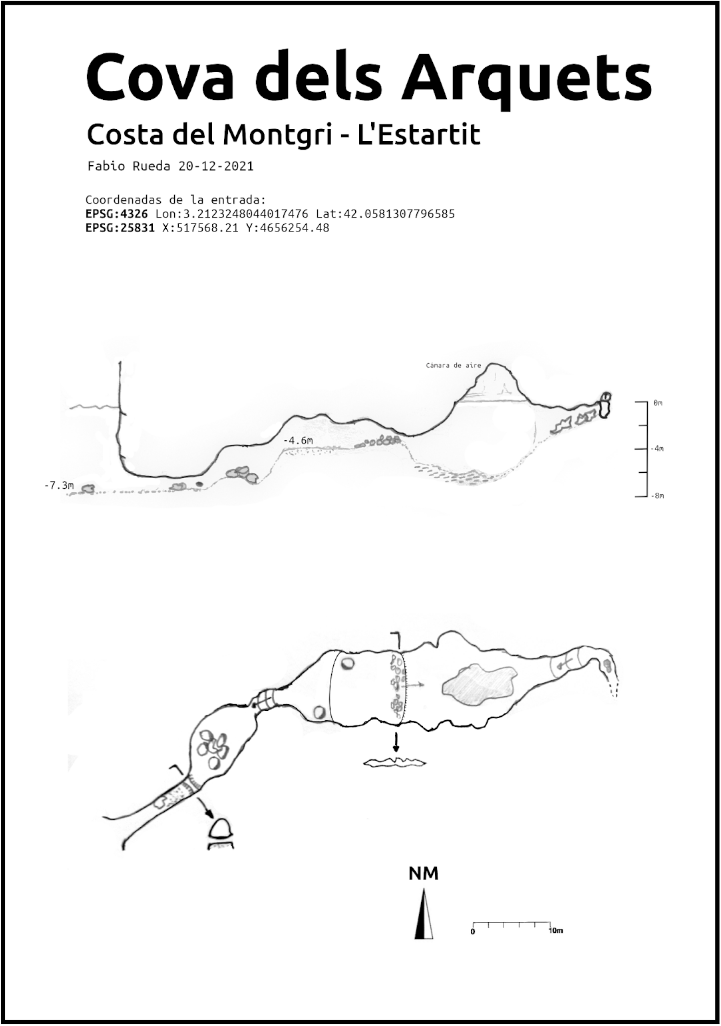 Cova dels Arquets
Costa del Montgri - L'Estartit
Fabio Rueda 20-12-2021
Coordenadas de la entrada:
EPSG:4326 Lon:3.2123248044017476 Lat:42.0581307796585
EPSG:25831 X:517568.21 Y:4656254.48
Camara de aire
0m
-4.6m
-4m
-7.3m
-8m
NM
0 10m